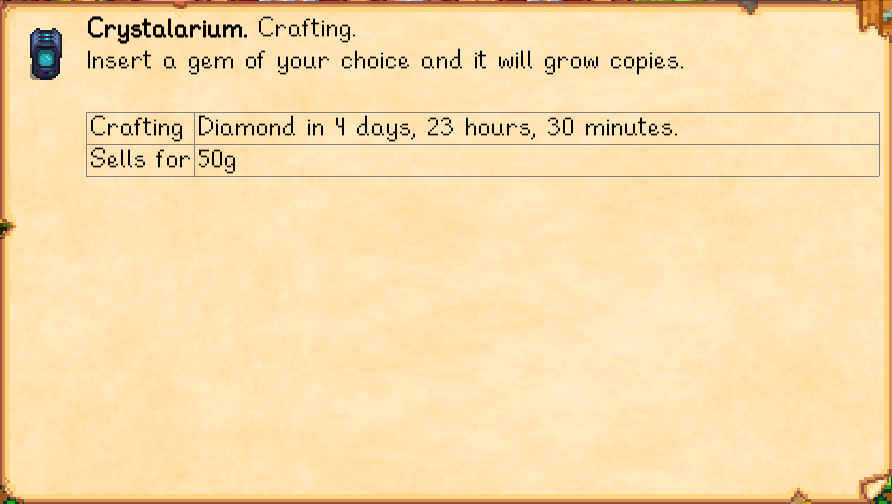 Crystalarium. Crafting.
Insert a gem of your choice and it will grow copies.
Crafting Diamond in 4 days, 23 hours, 30 minutes.
Sells for 50g